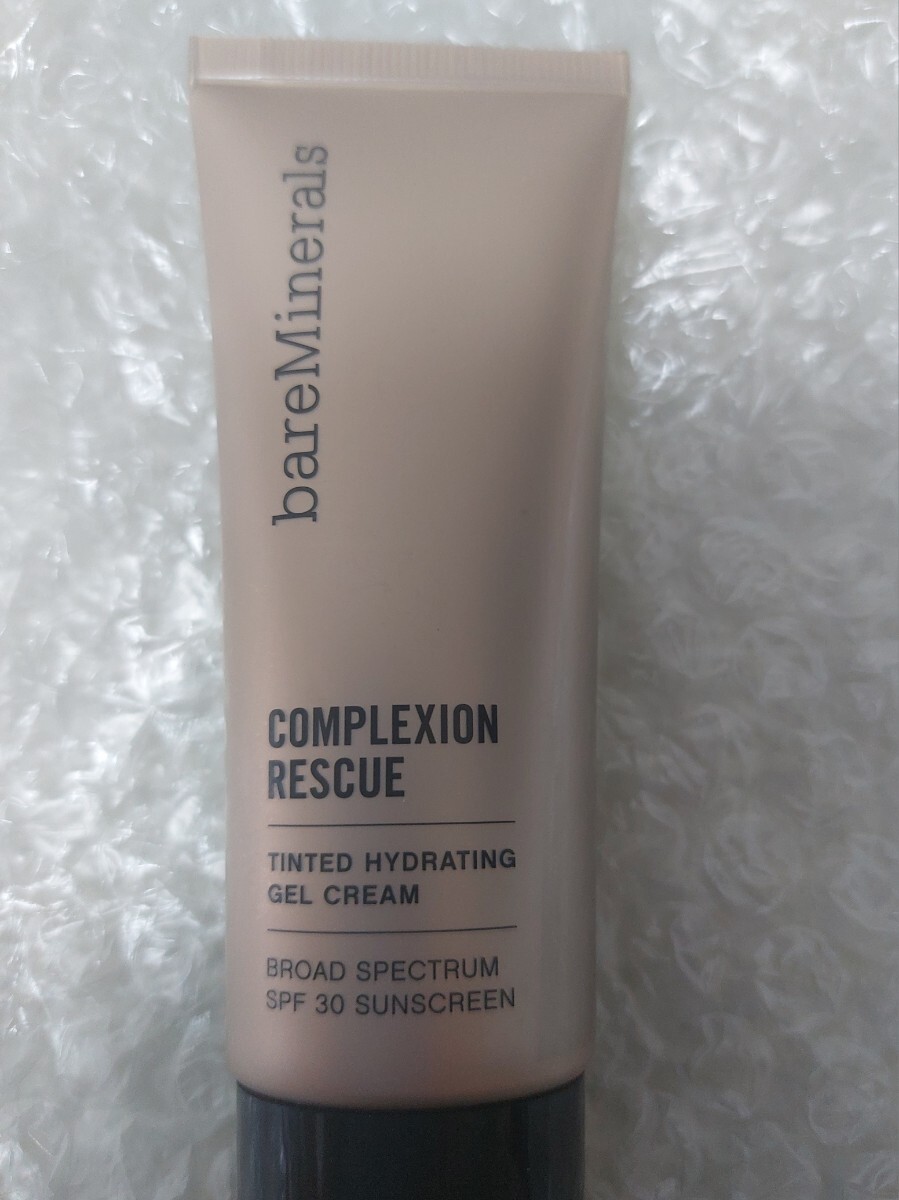 bareMinerals
COMPLEXION
RESCUE
TINTED HYDRATING
GEL CREAM
BROAD SPECTRUM
SPF 30 SUNSCREEN